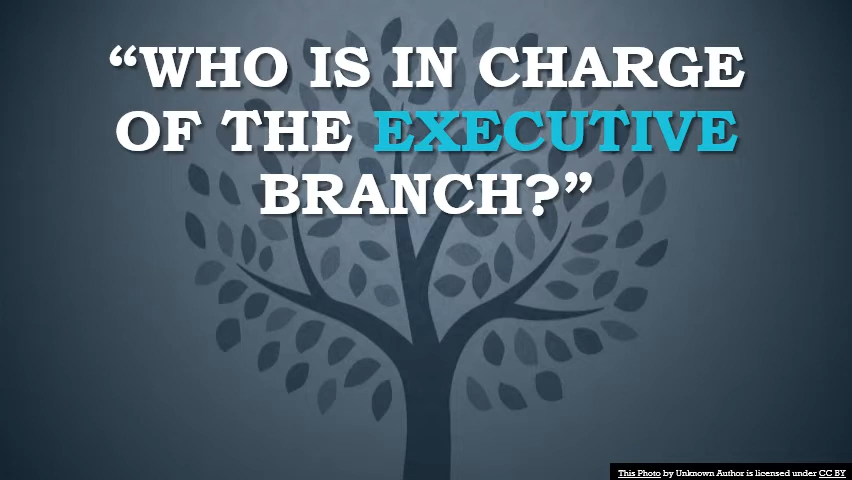 “WHO IS IN CHARGE
OF THE EXECUTIVE
BRANCH?”
This Photo by Unknown Author is licensed under CC BY